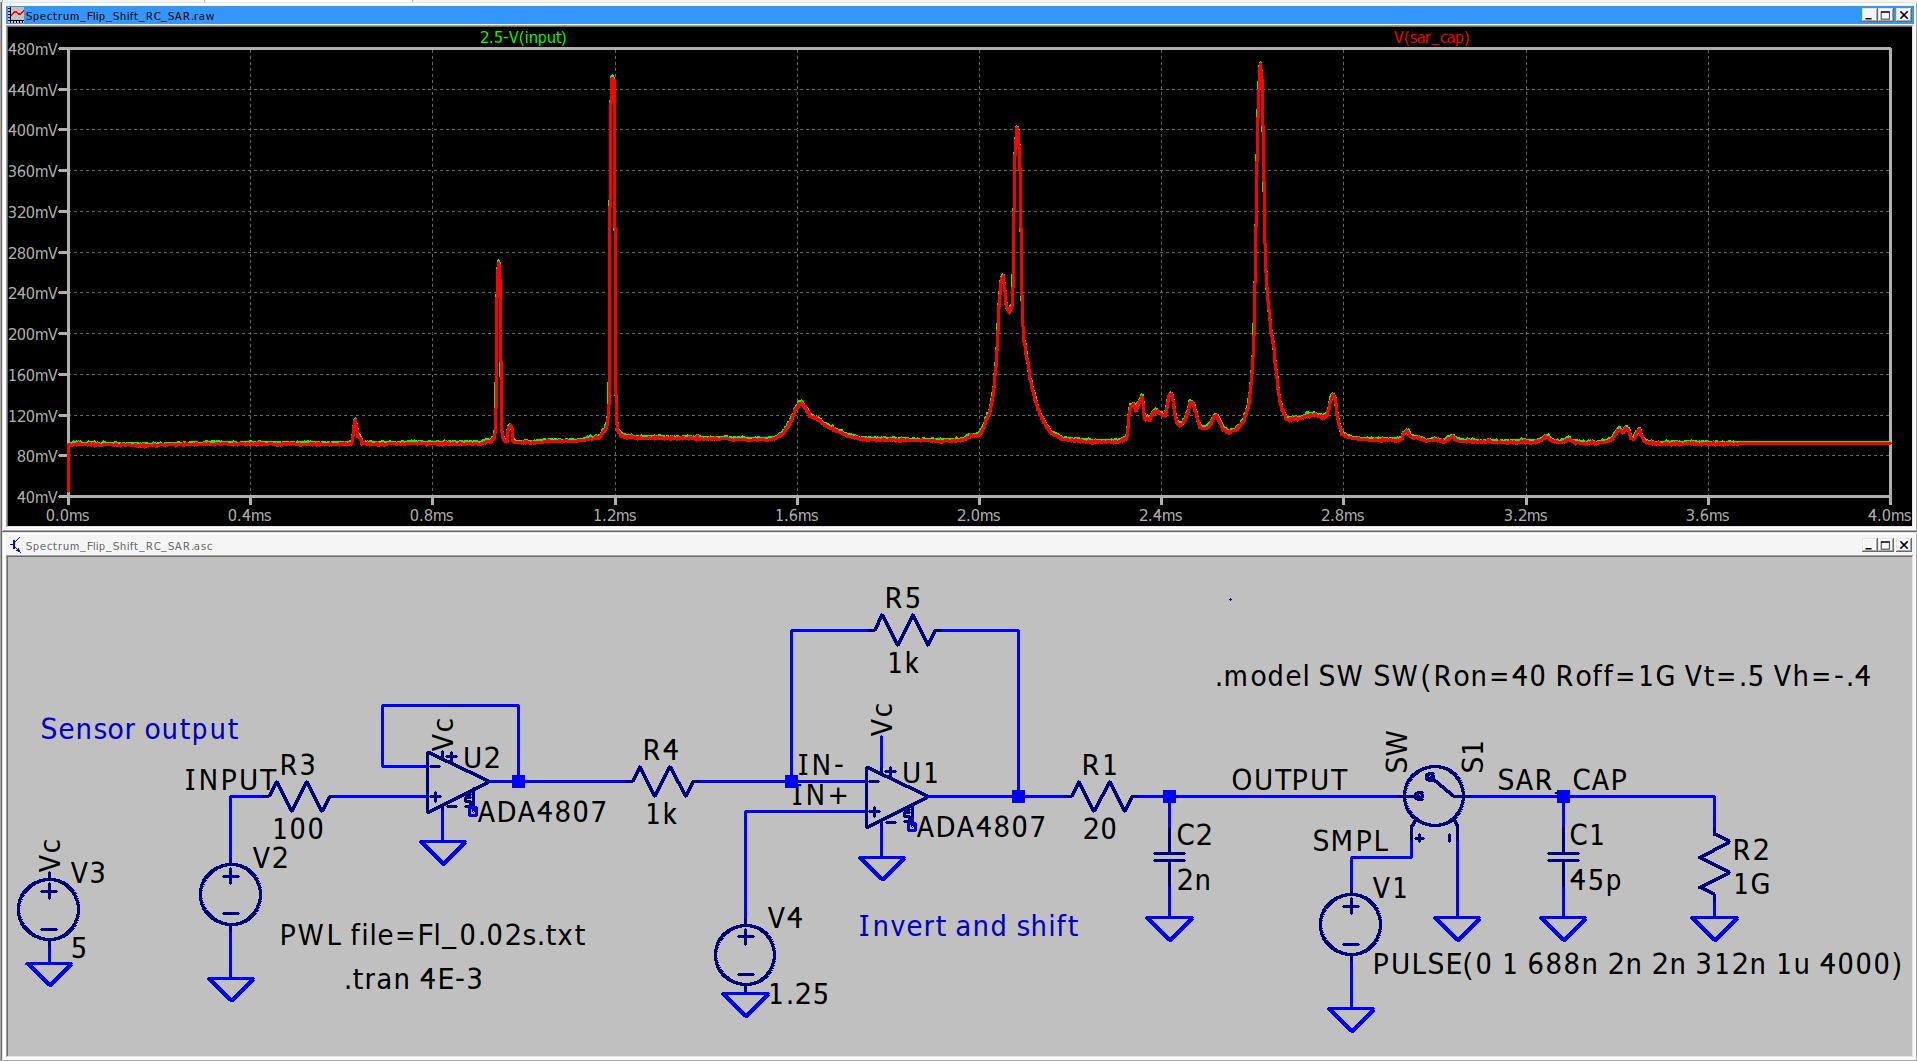 Spectrum_Flip_Shift_RC_SAR.raw
2.5-V(input)
V(sar_cap)
480mV
440mV
400mV
360mV
320mV
280mV
240mV
200mV
160mV
120mV
80mV
40mV
0.0ms
0.4ms
0.8ms
1.2ms
1.6ms
2.0ms
2.4ms
2.8ms
3.2ms
3.6ms
4.0ms
Spectrum_Flip_Shift_RC_SAR.asc
R5
1k
.model SW SW(Ron=40 Roff=1G Vt=.5 Vh=-.4
Sensor output
INPUT
R3
100
Vc
U2
ADA4807
R4
1k
IN-
IN+
Vc
U1
ADA4807
R1
20
OUTPUT
C2
2n
SW
S1
SMPL
SAR_CAP
C1
45p
R2
1G
Vc
V3
5
V2
PWL file=Fl_0.02s.txt
.tran 4E-3
V4
1.25
Invert and shift
V1
PULSE(0 1 688n 2n 2n 312n 1u 4000)